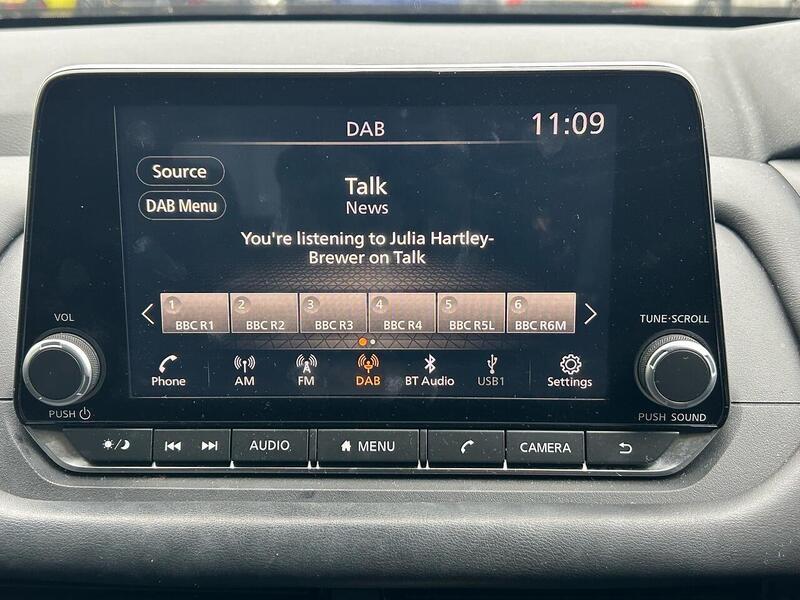 DAB
11:09
Source
DAB Menu
Talk
News
You're listening to Julia Hartley-
Brewer on Talk
1
BBC R1
2
BBC R2
3
BBC R3
4
BBC R4
5
BBC R5L
6
BBC R6M
VOL
PUSH
TUNE·SCROLL
PUSH SOUND
Phone
AM
FM
DAB
BT Audio
USB1
Settings
AUDIO
MENU
CAMERA